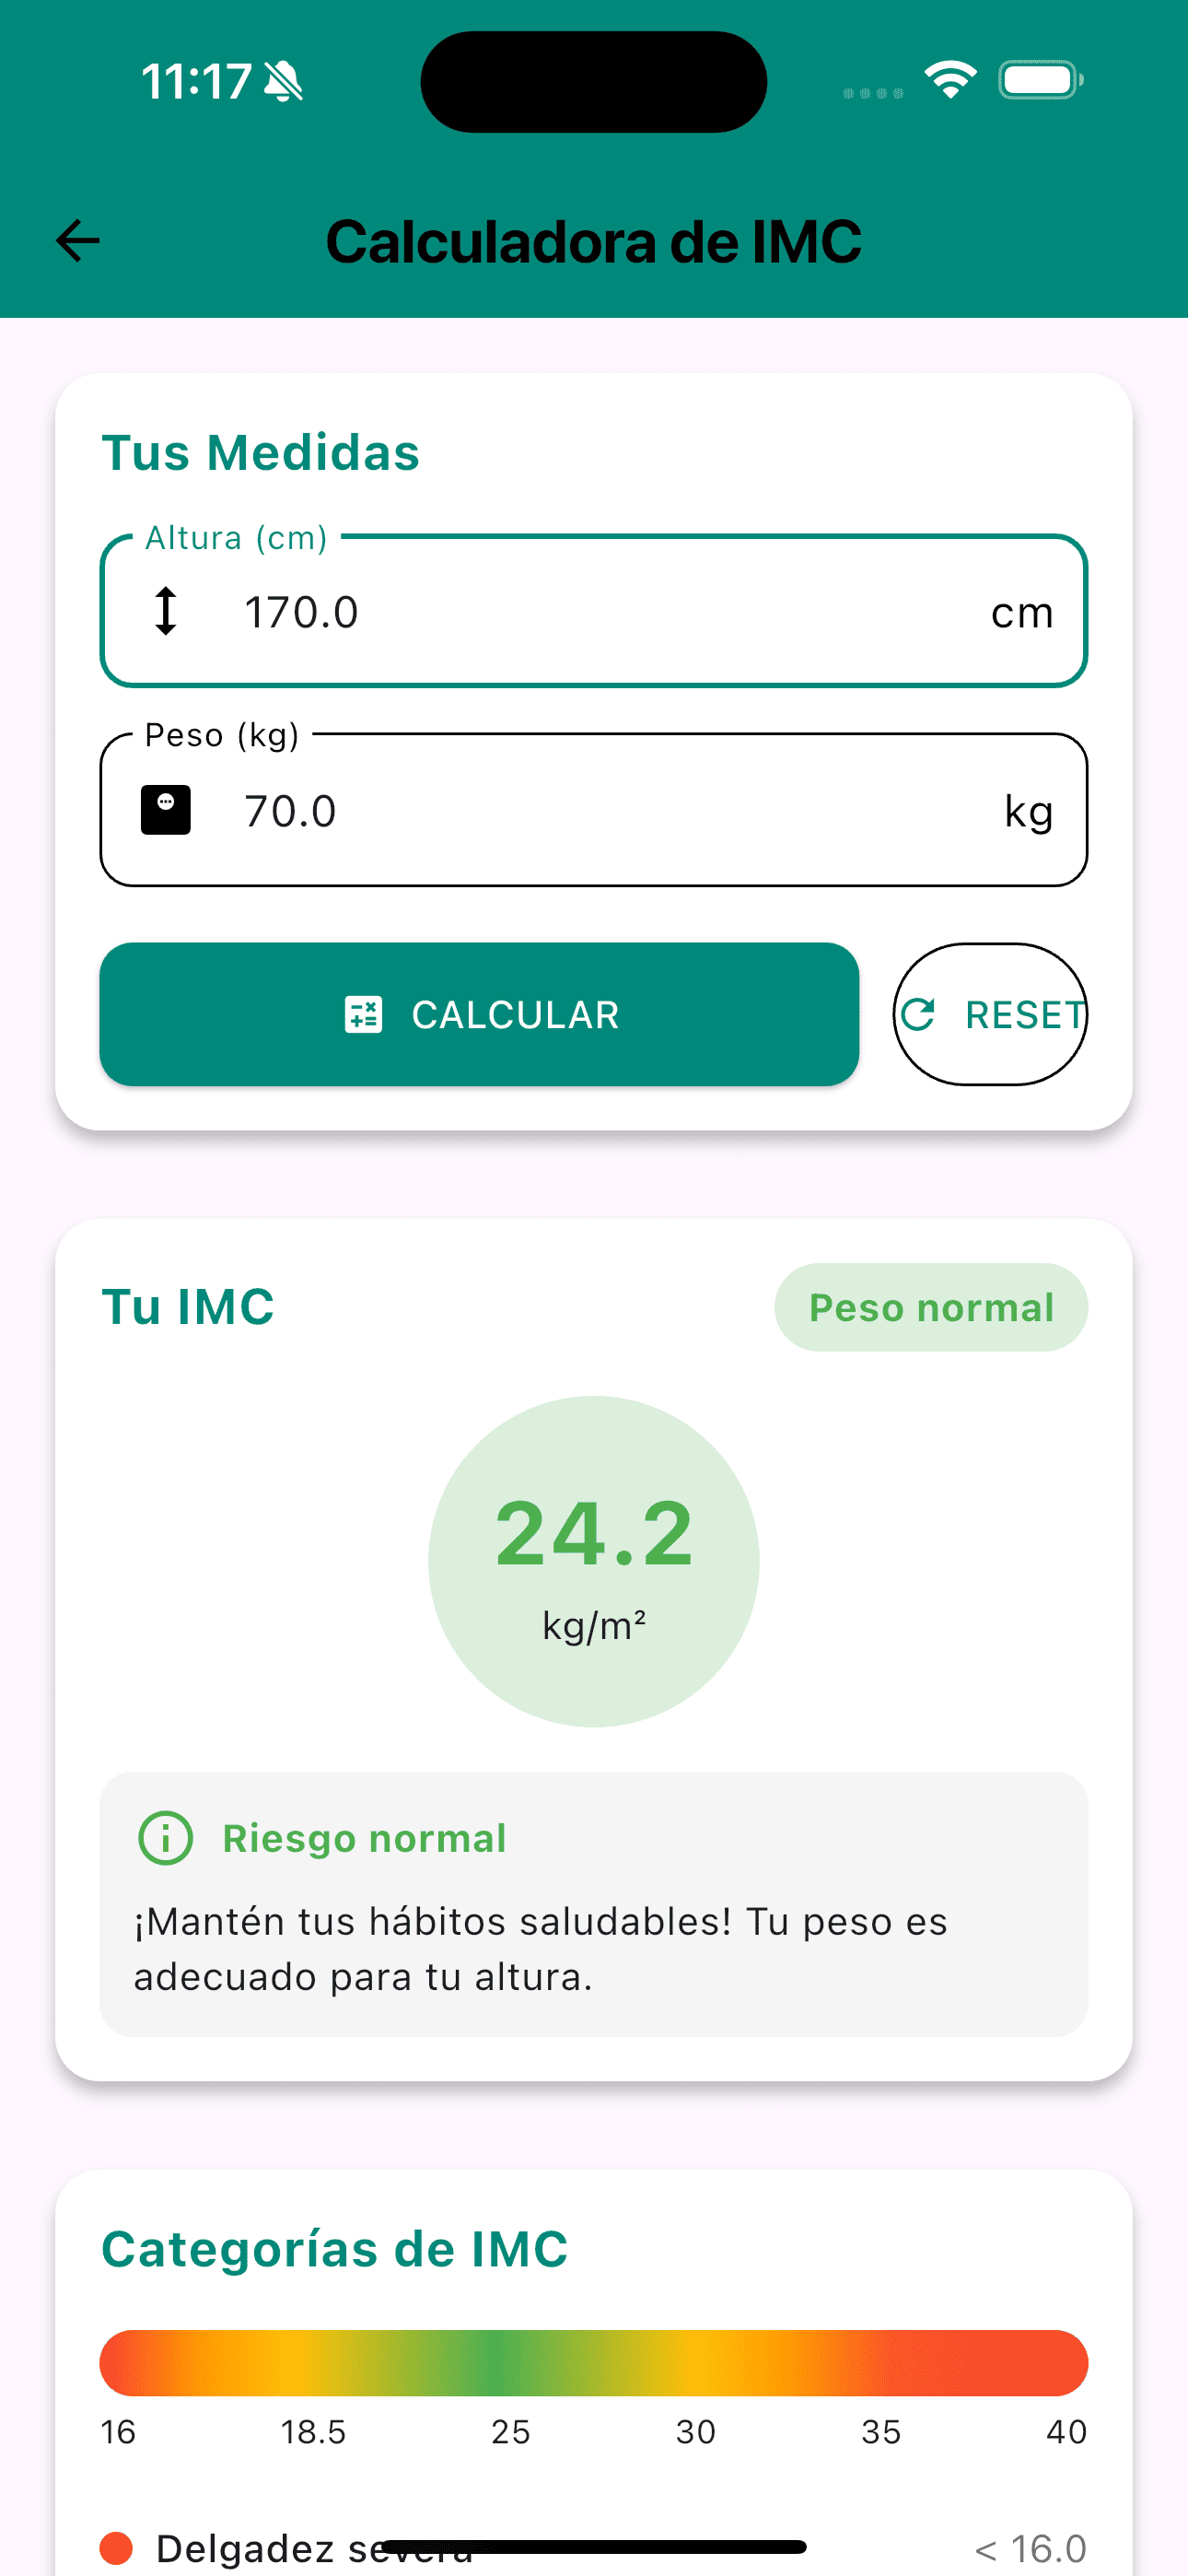 11:17
Calculadora de IMC
Tus Medidas
Altura (cm)
170.0 cm
Peso (kg)
70.0 kg
CALCULAR RESET
Tu IMC Peso normal
24.2
kg/m²
Riesgo normal
¡Mantén tus hábitos saludables! Tu peso es
adecuado para tu altura.
Categorías de IMC
16 18.5 25 30 35 40
Delgadez severa < 16.0